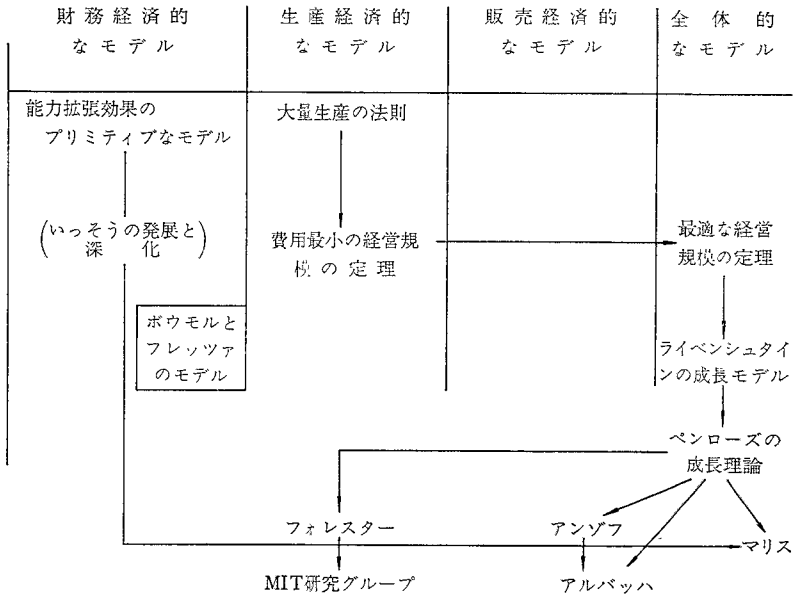 財務経済的
なモデル
生産経済的
なモデル
販売経済的
なモデル
全体的
なモデル
能力拡張効果の
プリミティブなモデル
大量生産の法則
(いっそうの発展と
深化)
費用最小の経営規
模の定理
最適な経営
規模の定理
ボウモルと
フレッツァ
のモデル
ライベンシュタイ
ンの成長モデル
ペンローズの
成長理論
フォレスター
アンゾフ
マリス
MIT研究グループ
アルバッハ